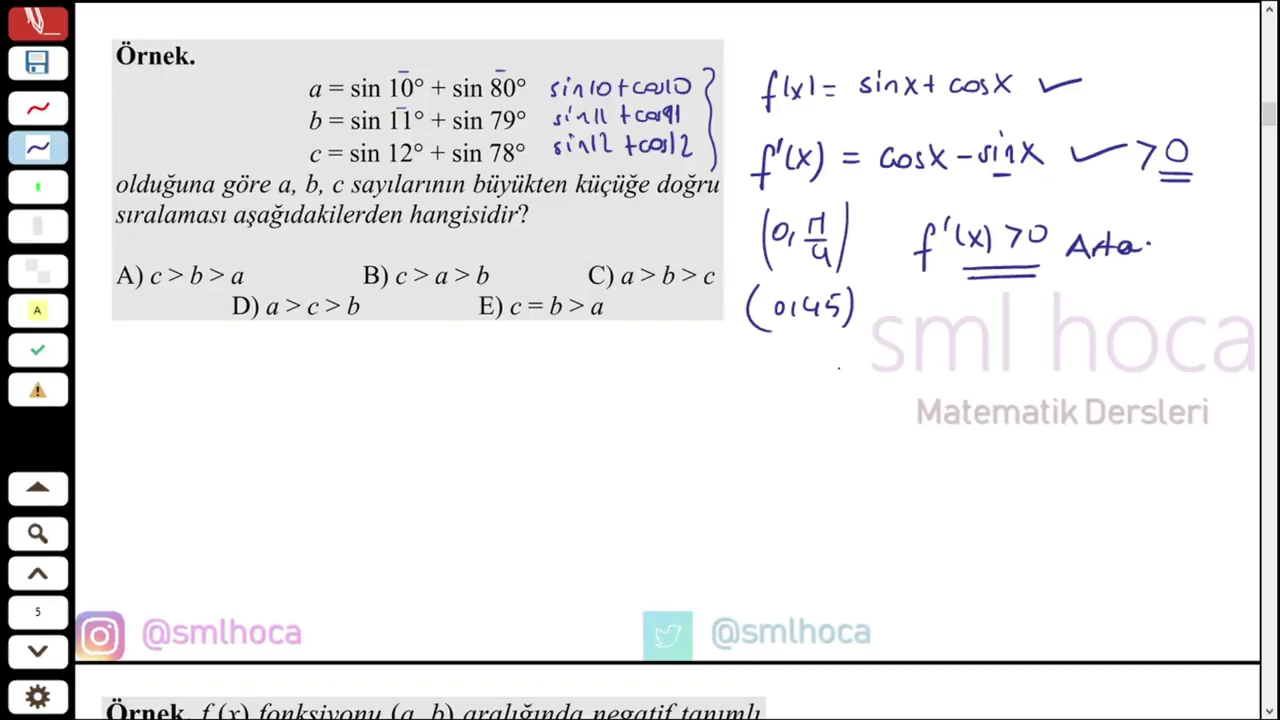 Örnek.
a = sin 10° + sin 80° sin10+cos10
b = sin 11° + sin 79° sin11 + cos11
c = sin 12° + sin 78° sin12 + cos12
olduğuna göre a, b, c sayılarının büyükten küçüğe doğru
sıralaması aşağıdakilerden hangisidir?
A) c > b > a B) c > a > b C) a > b > c
D) a > c > b E) c = b > a
f(x) = sinx + cosx
f'(x) = cosx - sinx > 0
(0, π/4) f'(x) > 0 Arta.
(0,45)
sml hoca
Matematik Dersleri
A
5
@smlhoca @smlhoca
Örnek. f (x) fonksiyonu (a, b) aralığında negatif tanımlı